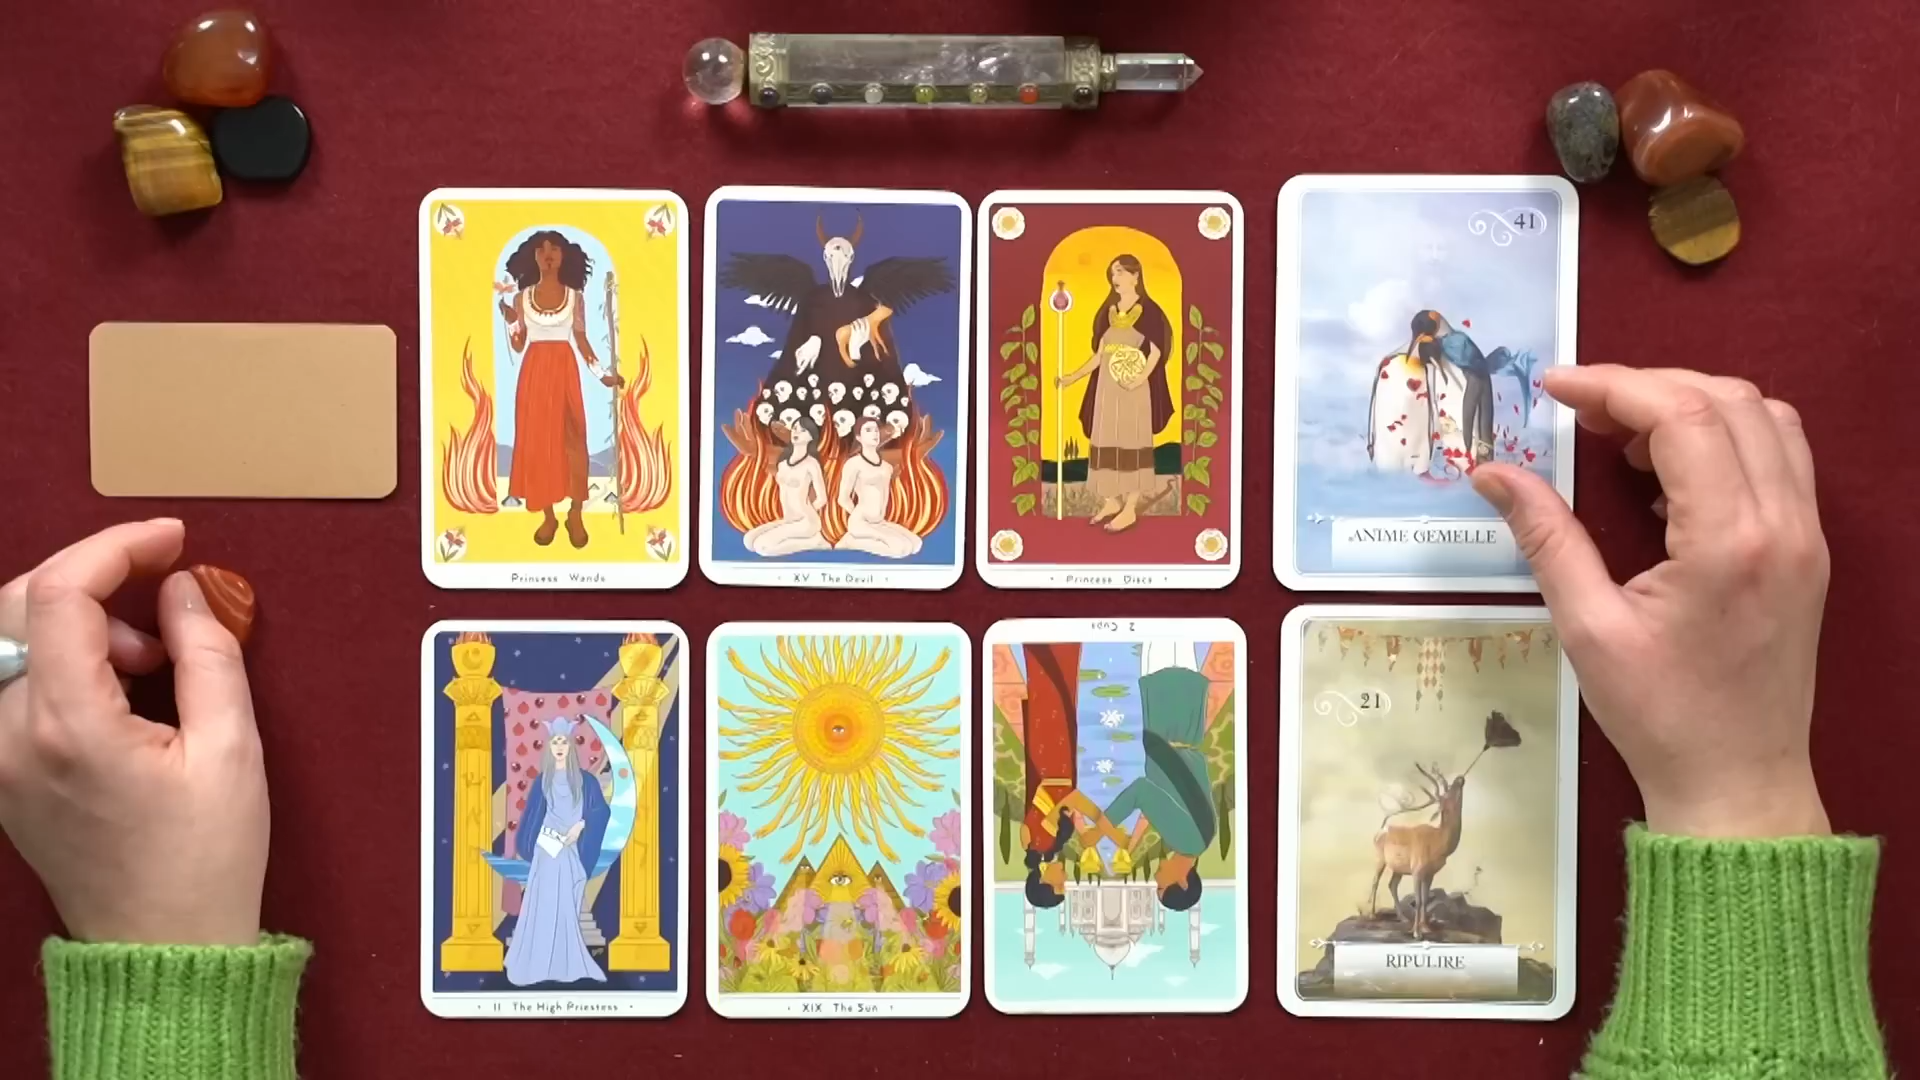 Princess Wands
XV The Devil
Princess Discs
41
ANIME GEMELLE
II The High Priestess
XIX The Sun
2 Cups
21
RIPULIRE